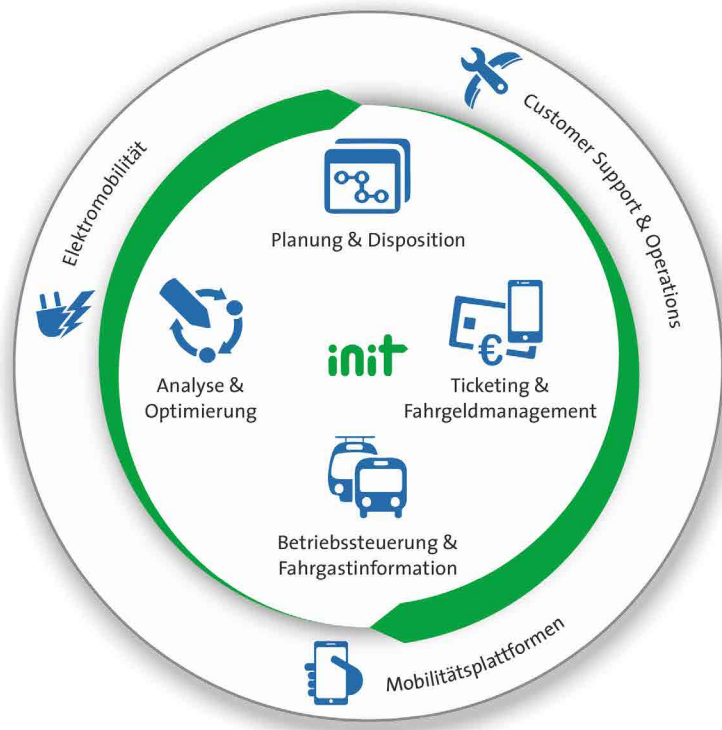 Customer Support & Operations
Elektromobilität
Planung & Disposition
init
Analyse &
Optimierung
Ticketing &
Fahrgeldmanagement
€
Betriebssteuerung &
Fahrgastinformation
Mobilitätsplattformen